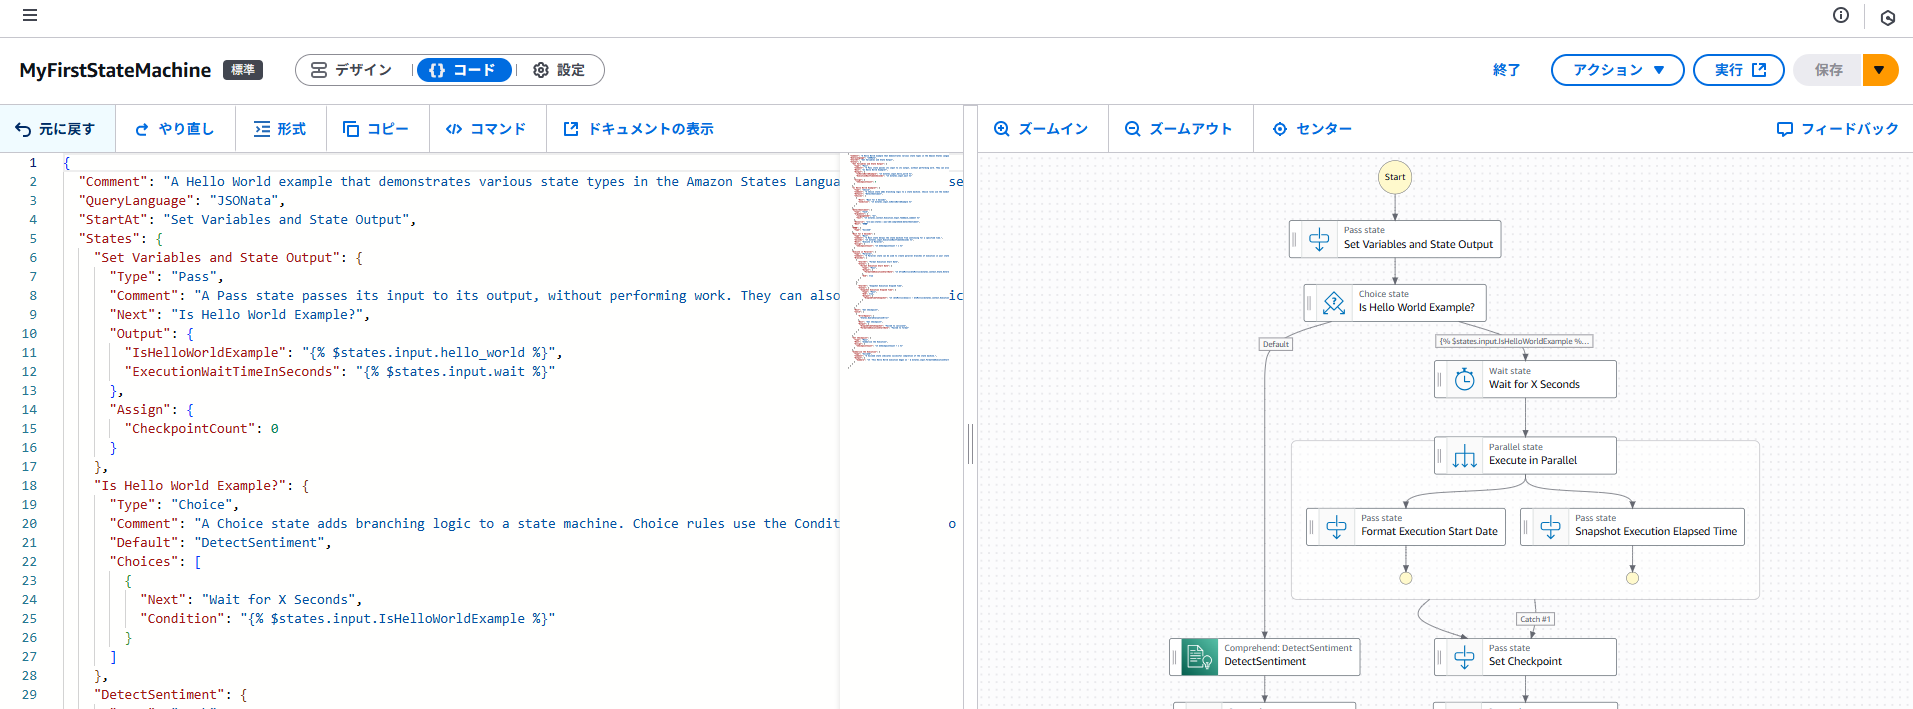 MyFirstStateMachine 標準 デザイン {} コード 設定 終了 アクション 実行 保存
元に戻す やり直し 形式 コピー コマンド ドキュメントの表示 ズームイン ズームアウト センター フィードバック
1 {
2 "Comment": "A Hello World example that demonstrates various state types in the Amazon States Langua se
3 "QueryLanguage": "JSONata",
4 "StartAt": "Set Variables and State Output",
5 "States": {
6 "Set Variables and State Output": {
7 "Type": "Pass",
8 "Comment": "A Pass state passes its input to its output, without performing work. They can also ic
9 "Next": "Is Hello World Example?",
10 "Output": {
11 "IsHelloWorldExample": "{% $states.input.hello_world %}",
12 "ExecutionWaitTimeInSeconds": "{% $states.input.wait %}"
13 },
14 "Assign": {
15 "CheckpointCount": 0
16 }
17 },
18 "Is Hello World Example?": {
19 "Type": "Choice",
20 "Comment": "A Choice state adds branching logic to a state machine. Choice rules use the Condit o
21 "Default": "DetectSentiment",
22 "Choices": [
23 {
24 "Next": "Wait for X Seconds",
25 "Condition": "{% $states.input.IsHelloWorldExample %}"
26 }
27 ]
28 },
29 "DetectSentiment": {
Start
Pass state
Set Variables and State Output
Choice state
Is Hello World Example?
Default
{% $states.input.IsHelloWorldExample %...
Wait state
Wait for X Seconds
Parallel state
Execute in Parallel
Pass state
Format Execution Start Date
Pass state
Snapshot Execution Elapsed Time
Catch #1
Comprehend: DetectSentiment
DetectSentiment
Pass state
Set Checkpoint